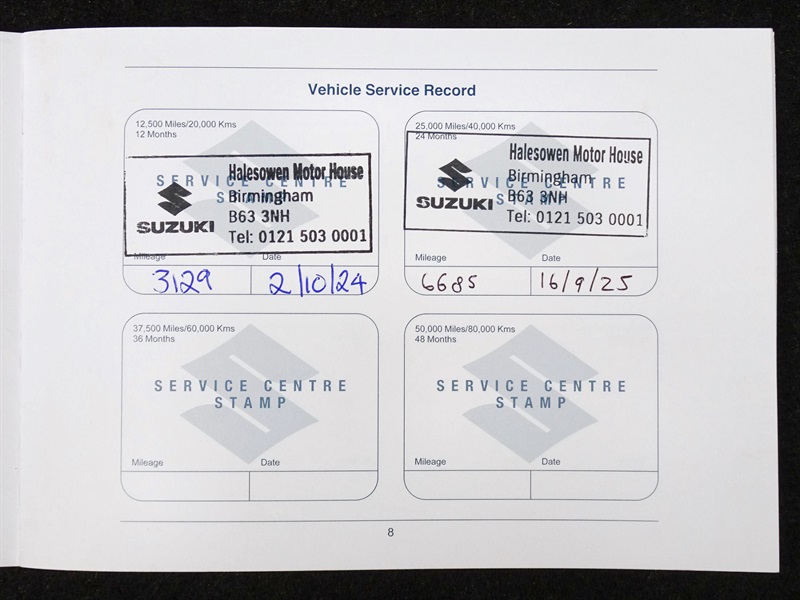 Vehicle Service Record
12,500 Miles/20,000 Kms
12 Months
SERVICE CENTRE
STAMP
SUZUKI
Halesowen Motor House
Birmingham
B63 3NH
Tel: 0121 503 0001
Mileage
Date
3129
2/10/24
25,000 Miles/40,000 Kms
24 Months
SERVICE CENTRE
STAMP
SUZUKI
Halesowen Motor House
Birmingham
B63 3NH
Tel: 0121 503 0001
Mileage
Date
6685
16/9/25
37,500 Miles/60,000 Kms
36 Months
SERVICE CENTRE
STAMP
Mileage
Date
50,000 Miles/80,000 Kms
48 Months
SERVICE CENTRE
STAMP
Mileage
Date
8